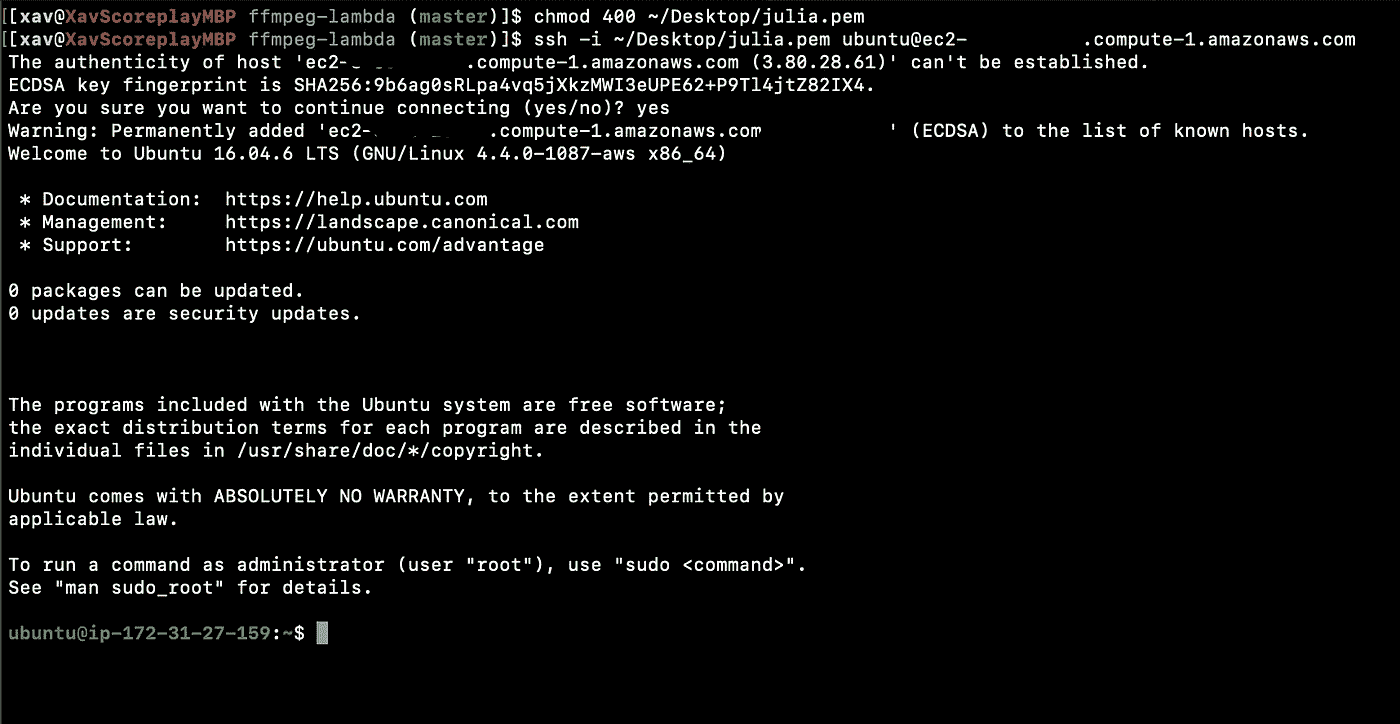 [[xav@XavScoreplayMBP ffmpeg-lambda (master)]$ chmod 400 ~/Desktop/julia.pem
[[xav@XavScoreplayMBP ffmpeg-lambda (master)]$ ssh -i ~/Desktop/julia.pem ubuntu@ec2- .compute-1.amazonaws.com
The authenticity of host 'ec2- .compute-1.amazonaws.com (3.80.28.61)' can't be established.
ECDSA key fingerprint is SHA256:9b6ag0sRLpa4vq5jXkzMWI3eUPE62+P9Tl4jtZ82IX4.
Are you sure you want to continue connecting (yes/no)? yes
Warning: Permanently added 'ec2- .compute-1.amazonaws.com ' (ECDSA) to the list of known hosts.
Welcome to Ubuntu 16.04.6 LTS (GNU/Linux 4.4.0-1087-aws x86_64)
* Documentation: https://help.ubuntu.com
* Management: https://landscape.canonical.com
* Support: https://ubuntu.com/advantage
0 packages can be updated.
0 updates are security updates.
The programs included with the Ubuntu system are free software;
the exact distribution terms for each program are described in the
individual files in /usr/share/doc/*/copyright.
Ubuntu comes with ABSOLUTELY NO WARRANTY, to the extent permitted by
applicable law.
To run a command as administrator (user "root"), use "sudo <command>".
See "man sudo_root" for details.
ubuntu@ip-172-31-27-159:~$